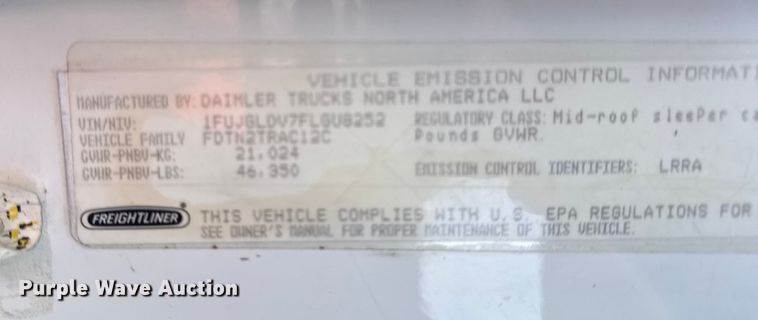 VEHICLE EMISSION CONTROL INFORMATI
MANUFACTURED BY: DAIMLER TRUCKS NORTH AMERICA LLC
VIN/NIV: 1FUJGLDV7FLGU8252 REGULATORY CLASS: Mid-roof sleeper ca
VEHICLE FAMILY FDTN2TRAC12C Pounds GVWR.
GVWR-PNBV-KG: 21,024
GVWR-PNBV-LBS: 46,350 EMISSION CONTROL IDENTIFIERS: LRRA
FREIGHTLINER
THIS VEHICLE COMPLIES WITH U.S. EPA REGULATIONS FOR
SEE OWNER'S MANUAL FOR PROPER MAINTENANCE OF THIS VEHICLE.
Purple Wave Auction